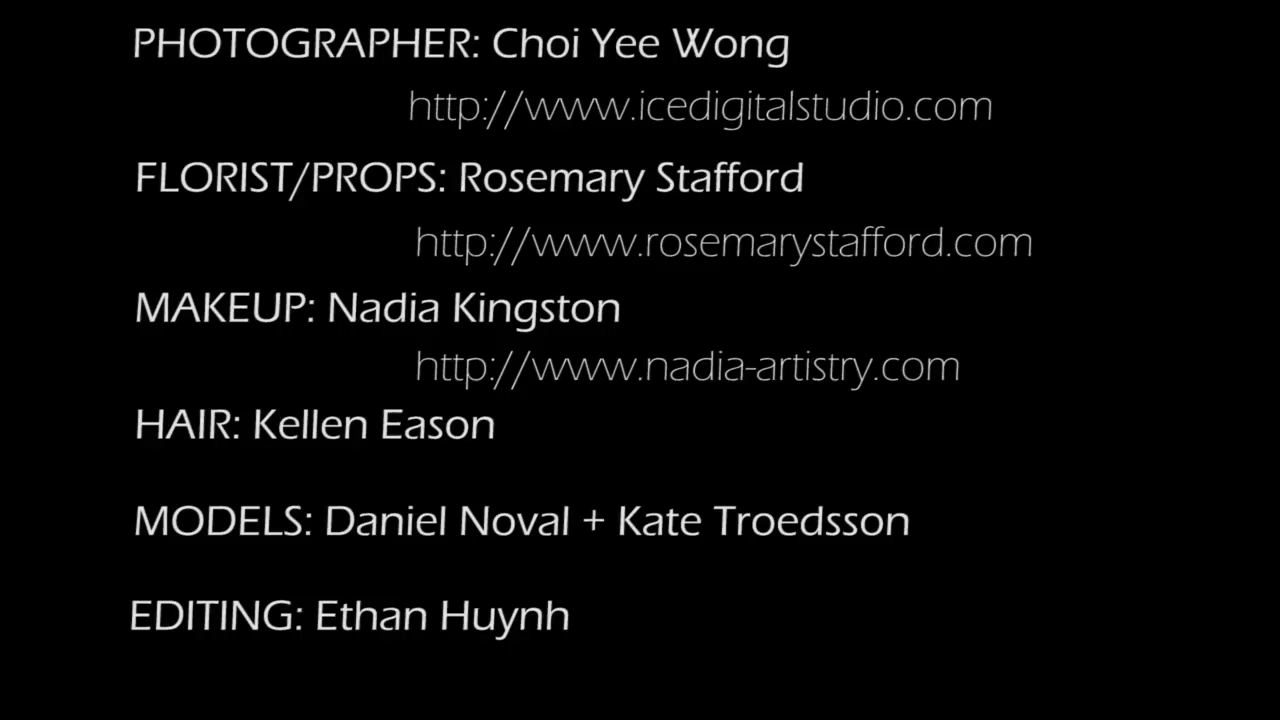 PHOTOGRAPHER: Choi Yee Wong
http://www.icedigitalstudio.com
FLORIST/PROPS: Rosemary Stafford
http://www.rosemarystafford.com
MAKEUP: Nadia Kingston
http://www.nadia-artistry.com
HAIR: Kellen Eason
MODELS: Daniel Noval + Kate Troedsson
EDITING: Ethan Huynh